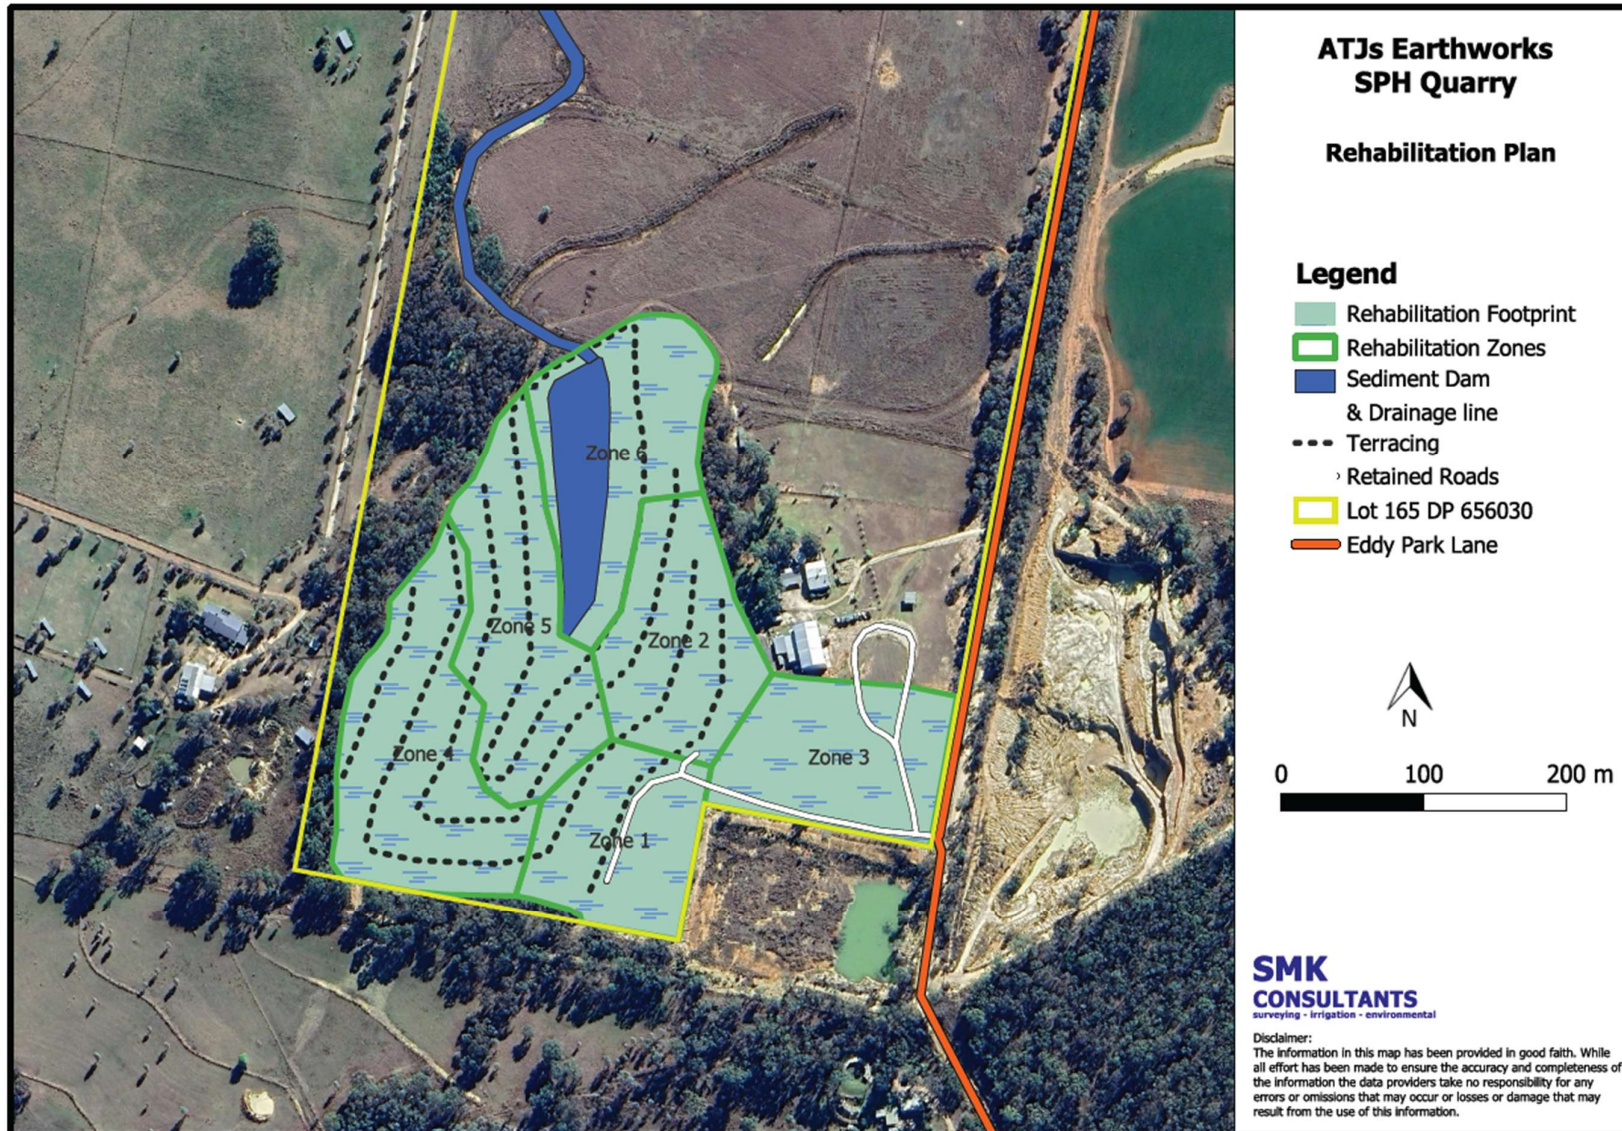 ATJs Earthworks
SPH Quarry
Rehabilitation Plan
Legend
Rehabilitation Footprint
Rehabilitation Zones
Sediment Dam
& Drainage line
Terracing
Retained Roads
Lot 165 DP 656030
Eddy Park Lane
N
0 100 200 m
SMK
CONSULTANTS
surveying - irrigation - environmental
Disclaimer:
The information in this map has been provided in good faith. While
all effort has been made to ensure the accuracy and completeness of
the information the data providers take no responsibility for any
errors or omissions that may occur or losses or damage that may
result from the use of this information.
Zone 6
Zone 5
Zone 2
Zone 4
Zone 3
Zone 1